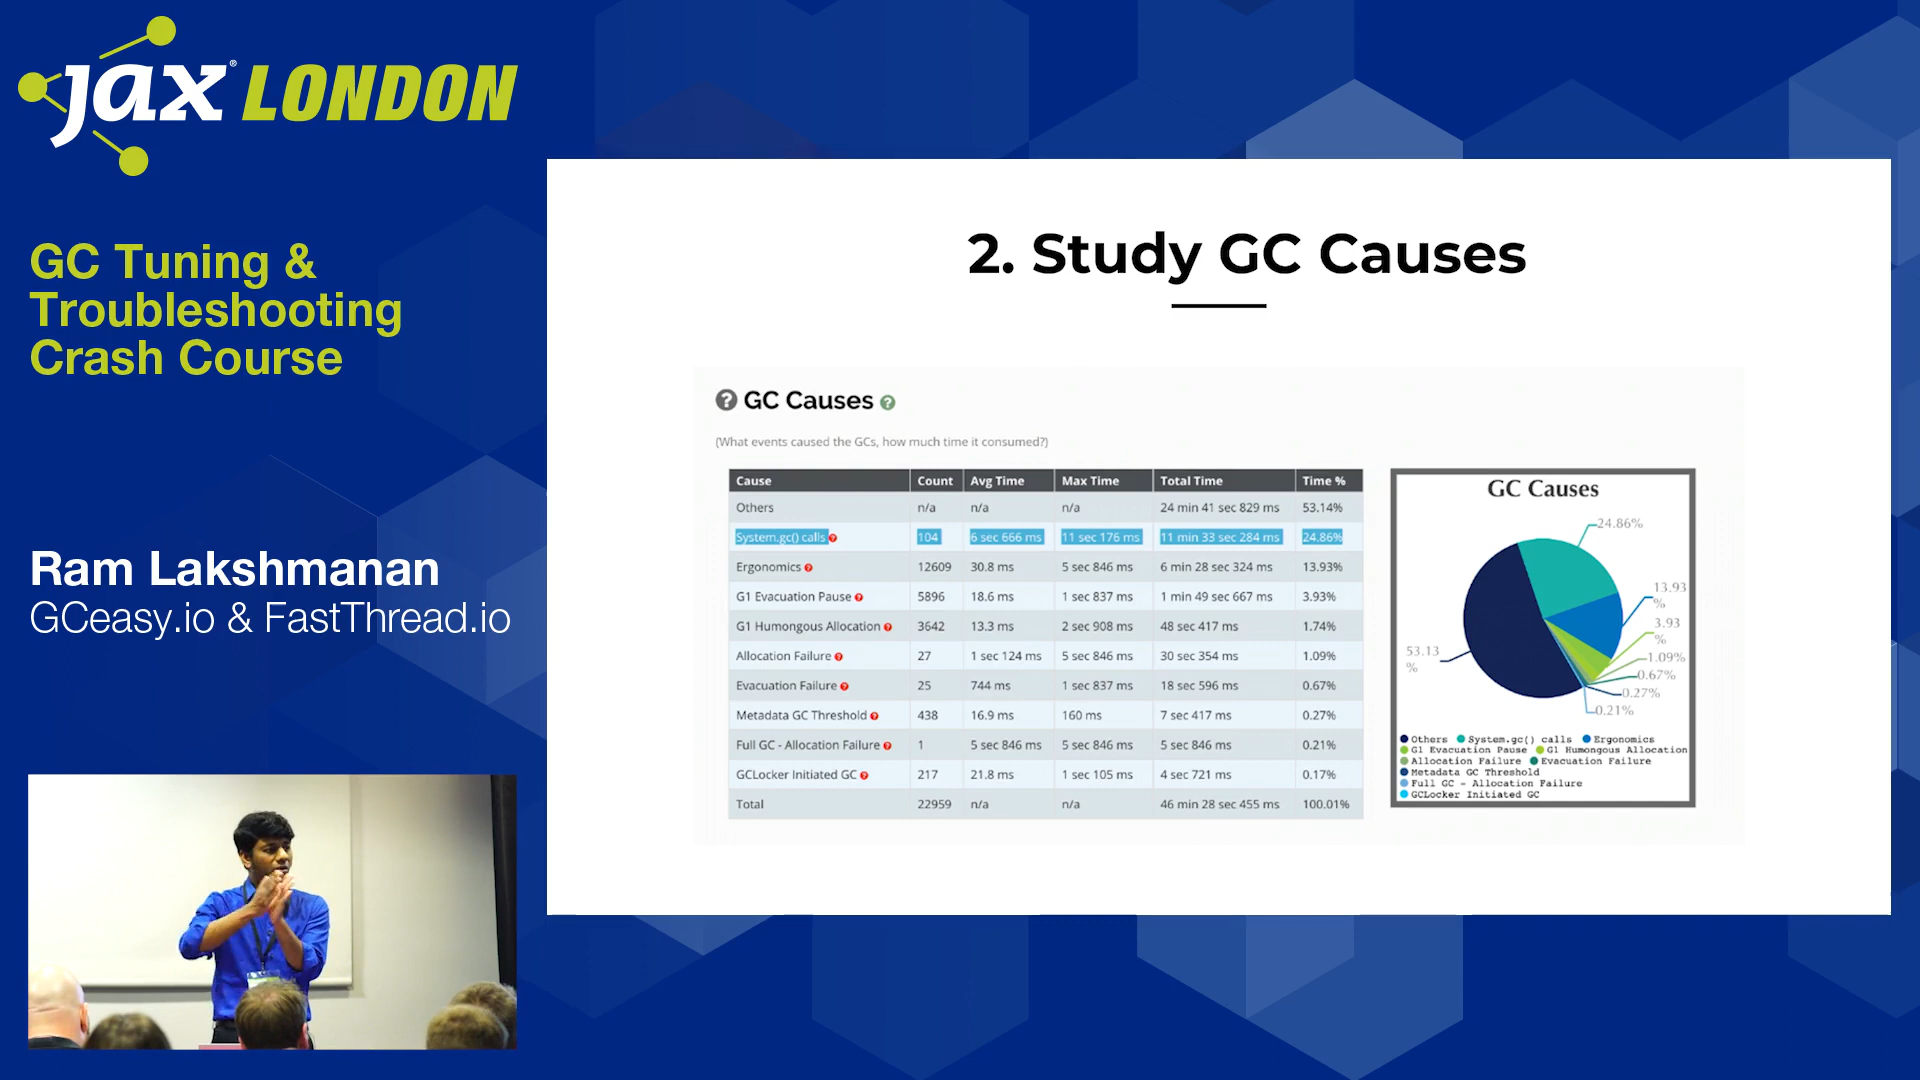 jax® LONDON
GC Tuning &
Troubleshooting
Crash Course
Ram Lakshmanan
GCeasy.io & FastThread.io
2. Study GC Causes
? GC Causes ?
(What events caused the GCs, how much time it consumed?)
Cause Count Avg Time Max Time Total Time Time %
Others n/a n/a 24 min 41 sec 829 ms 53.14%
System.gc() calls ? 104 6 sec 666 ms 11 sec 176 ms 11 min 33 sec 284 ms 24.86%
Ergonomics ? 12609 30.8 ms 5 sec 846 ms 6 min 28 sec 324 ms 13.93%
G1 Evacuation Pause ? 5896 18.6 ms 1 sec 837 ms 1 min 49 sec 667 ms 3.93%
G1 Humongous Allocation ? 3642 13.3 ms 2 sec 908 ms 48 sec 417 ms 1.74%
Allocation Failure ? 27 1 sec 124 ms 5 sec 846 ms 30 sec 354 ms 1.09%
Evacuation Failure ? 25 744 ms 1 sec 837 ms 18 sec 596 ms 0.67%
Metadata GC Threshold ? 438 16.9 ms 160 ms 7 sec 417 ms 0.27%
Full GC - Allocation Failure ? 1 5 sec 846 ms 5 sec 846 ms 5 sec 846 ms 0.21%
GCLocker Initiated GC ? 217 21.8 ms 1 sec 105 ms 4 sec 721 ms 0.17%
Total 22959 n/a n/a 46 min 28 sec 455 ms 100.01%
GC Causes
24.86%
13.93
%
3.93
%
53.13
%
1.09%
0.67%
0.27%
0.21%
Others System.gc() calls Ergonomics
G1 Evacuation Pause G1 Humongous Allocation
Allocation Failure Evacuation Failure
Metadata GC Threshold
Full GC - Allocation Failure
GCLocker Initiated GC